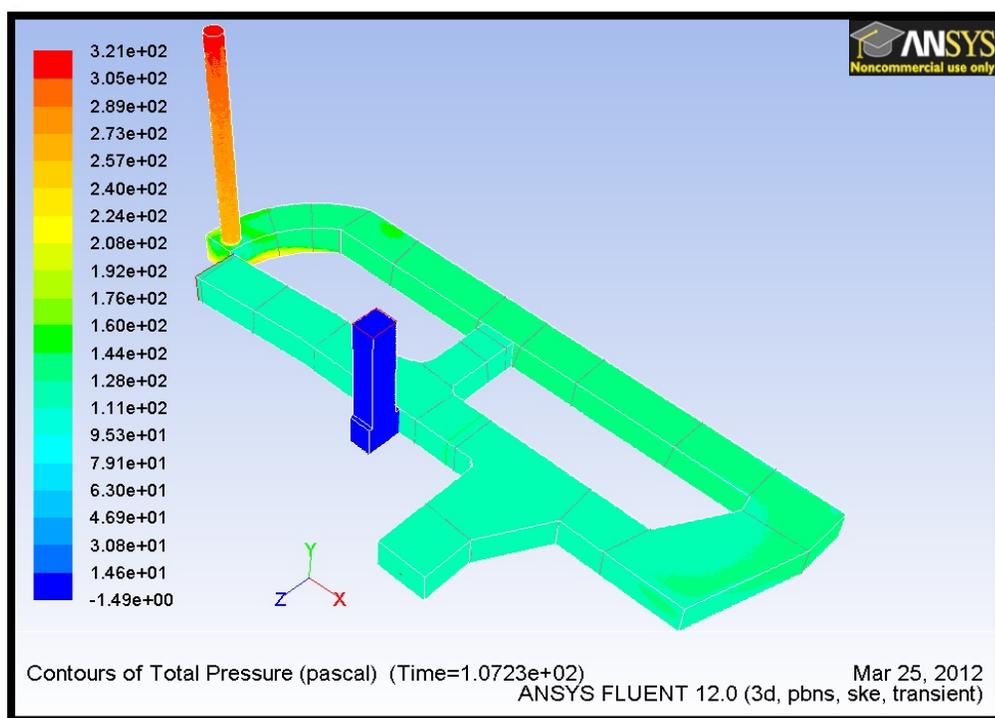 ANSYS
Noncommercial use only
3.21e+02
3.05e+02
2.89e+02
2.73e+02
2.57e+02
2.40e+02
2.24e+02
2.08e+02
1.92e+02
1.76e+02
1.60e+02
1.44e+02
1.28e+02
1.11e+02
9.53e+01
7.91e+01
6.30e+01
4.69e+01
3.08e+01
1.46e+01
-1.49e+00
Y
Z
X
Contours of Total Pressure (pascal) (Time=1.0723e+02)
Mar 25, 2012
ANSYS FLUENT 12.0 (3d, pbns, ske, transient)